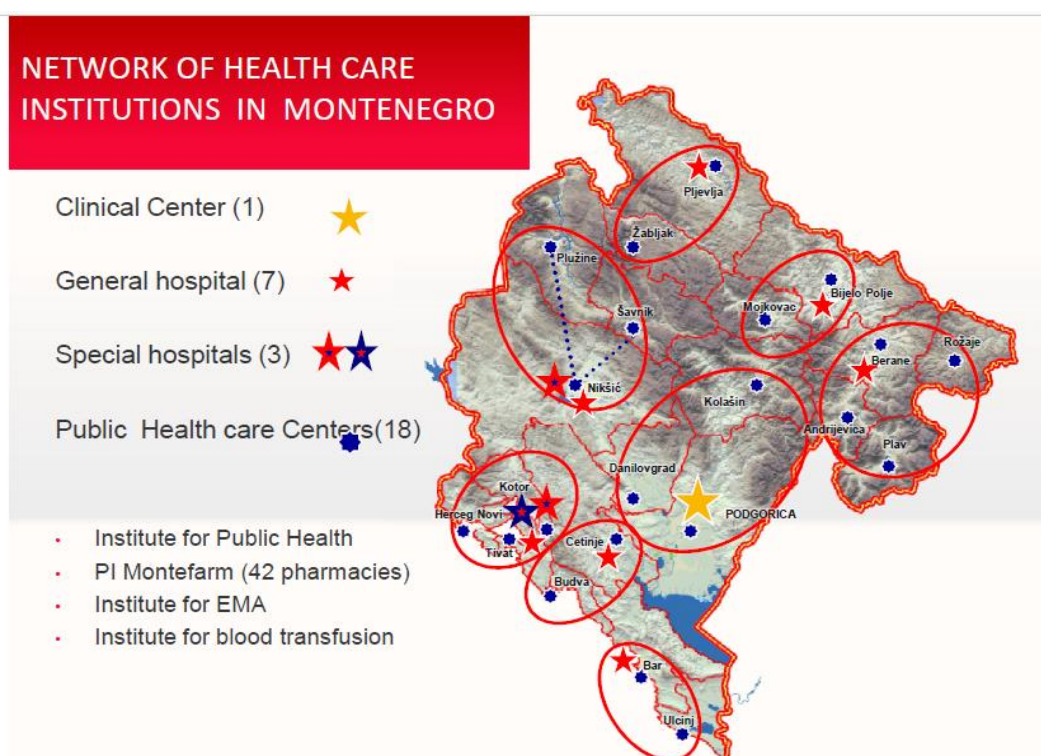 NETWORK OF HEALTH CARE
INSTITUTIONS IN MONTENEGRO
Clinical Center (1)
General hospital (7)
Special hospitals (3)
Public Health care Centers(18)
• Institute for Public Health
• PI Montefarm (42 pharmacies)
• Institute for EMA
• Institute for blood transfusion
Pljevlja
Žabljak
Plužine
Šavnik
Mojkovac
Bijelo Polje
Berane
Rožaje
Nikšić
Kolašin
Andrijevica
Plav
Danilovgrad
Kotor
Herceg Novi
PODGORICA
Tivat
Cetinje
Budva
Bar
Ulcinj